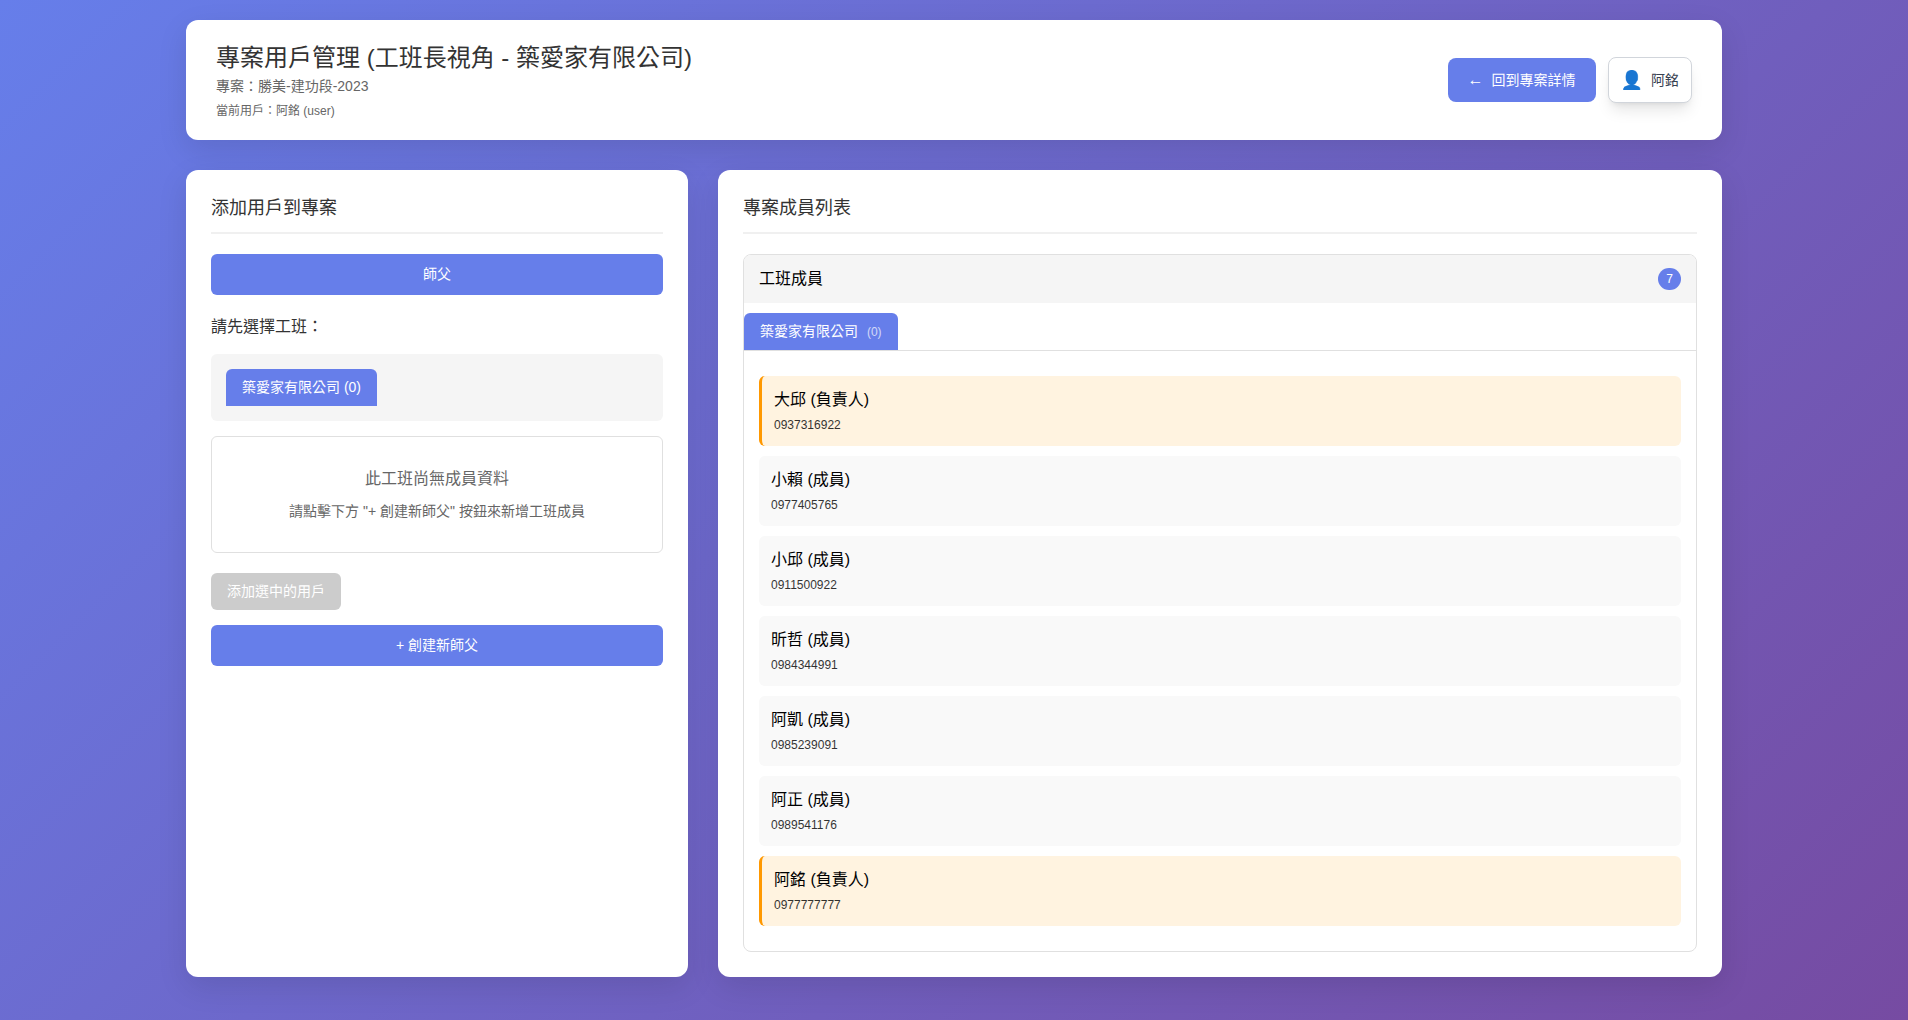 專案用戶管理 (工班長視角 - 築愛家有限公司)
專案：勝美-建功段-2023
當前用戶：阿銘 (user)
← 回到專案詳情
阿銘
添加用戶到專案
師父
請先選擇工班：
築愛家有限公司 (0)
此工班尚無成員資料
請點擊下方 "+ 創建新師父" 按鈕來新增工班成員
添加選中的用戶
+ 創建新師父
專案成員列表
工班成員
7
築愛家有限公司 (0)
大邱 (負責人)
0937316922
小賴 (成員)
0977405765
小邱 (成員)
0911500922
昕哲 (成員)
0984344991
阿凱 (成員)
0985239091
阿正 (成員)
0989541176
阿銘 (負責人)
0977777777